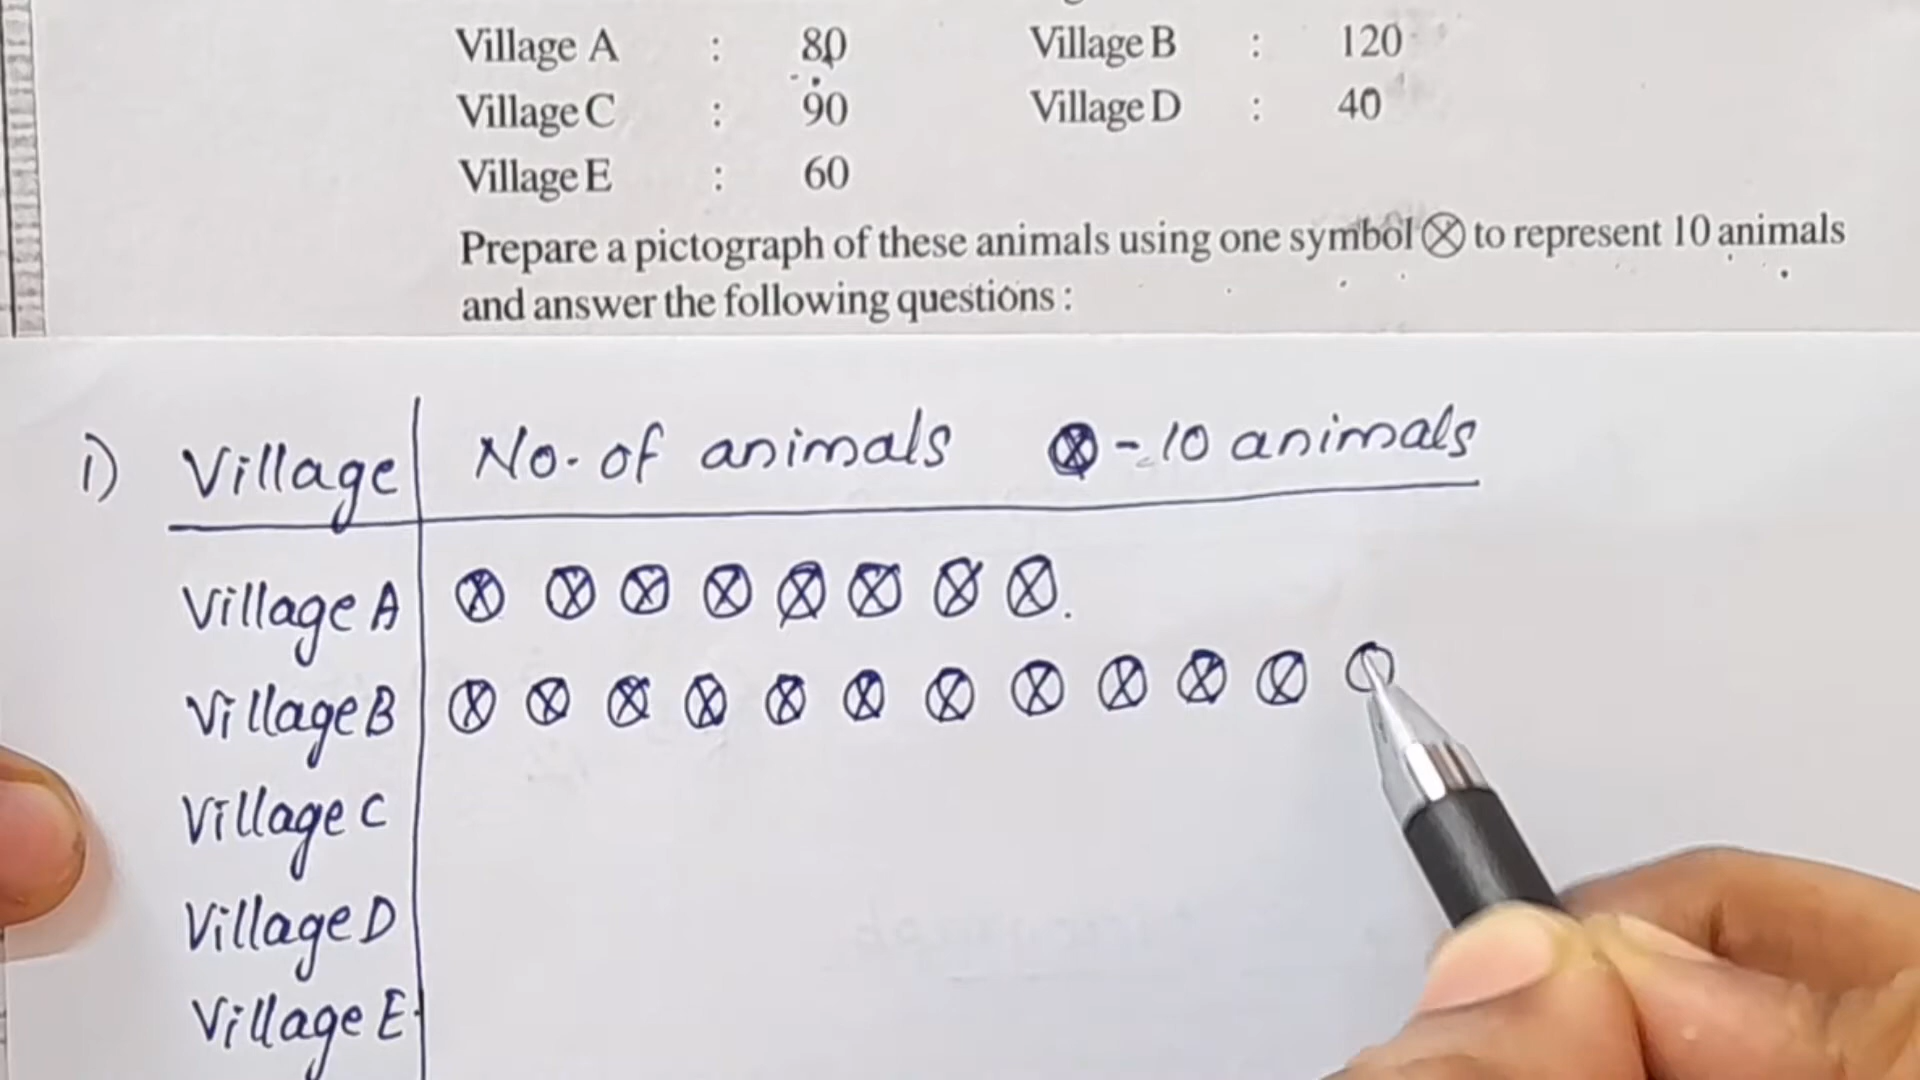 Village A : 80 Village B : 120
Village C : 90 Village D : 40
Village E : 60
Prepare a pictograph of these animals using one symbol ⊗ to represent 10 animals
and answer the following questions :
i) Village No. of animals ⊗ - 10 animals
Village A ⊗ ⊗ ⊗ ⊗ ⊗ ⊗ ⊗ ⊗.
Village B ⊗ ⊗ ⊗ ⊗ ⊗ ⊗ ⊗ ⊗ ⊗ ⊗ ⊗ ○
Village C
Village D
Village E